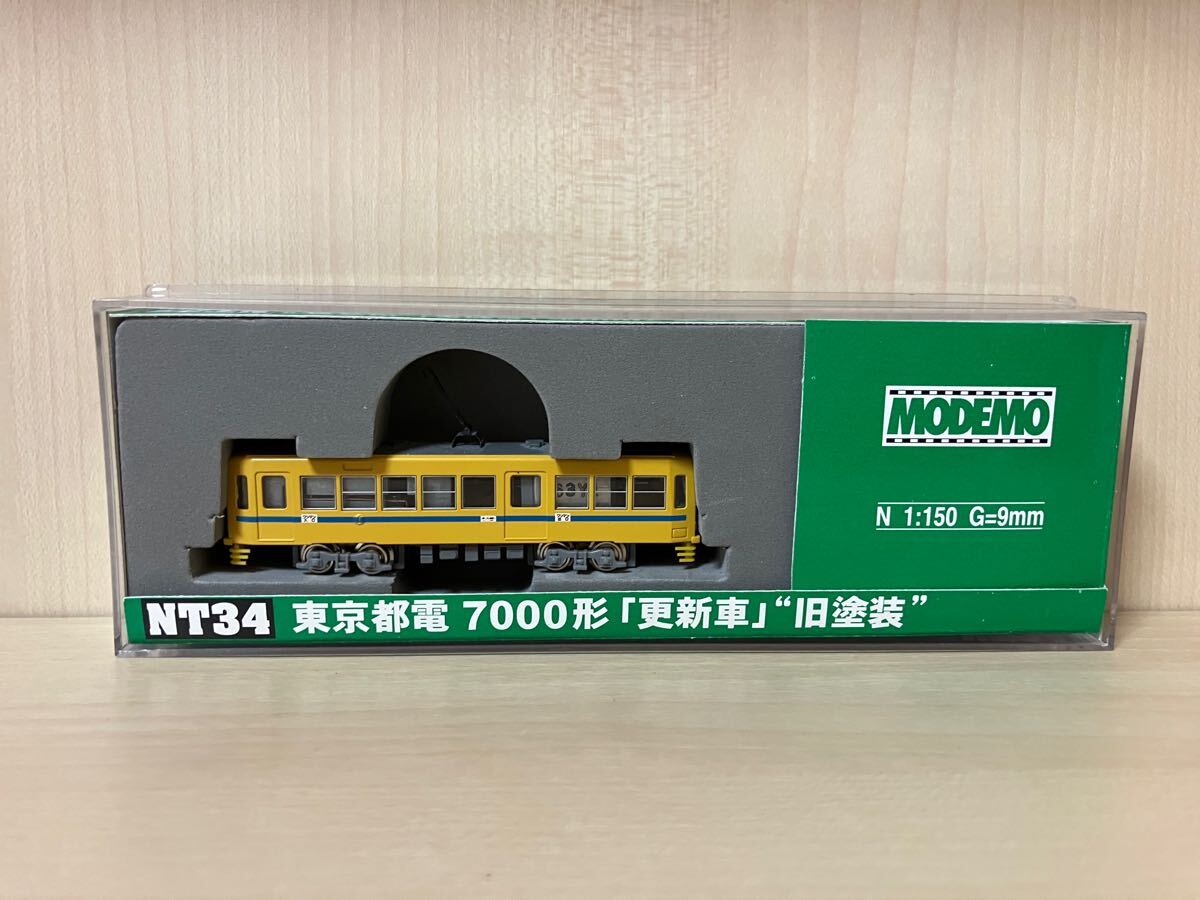 MODEMO
N 1:150 G=9mm
NT34 東京都電 7000形「更新車」“旧塗装”